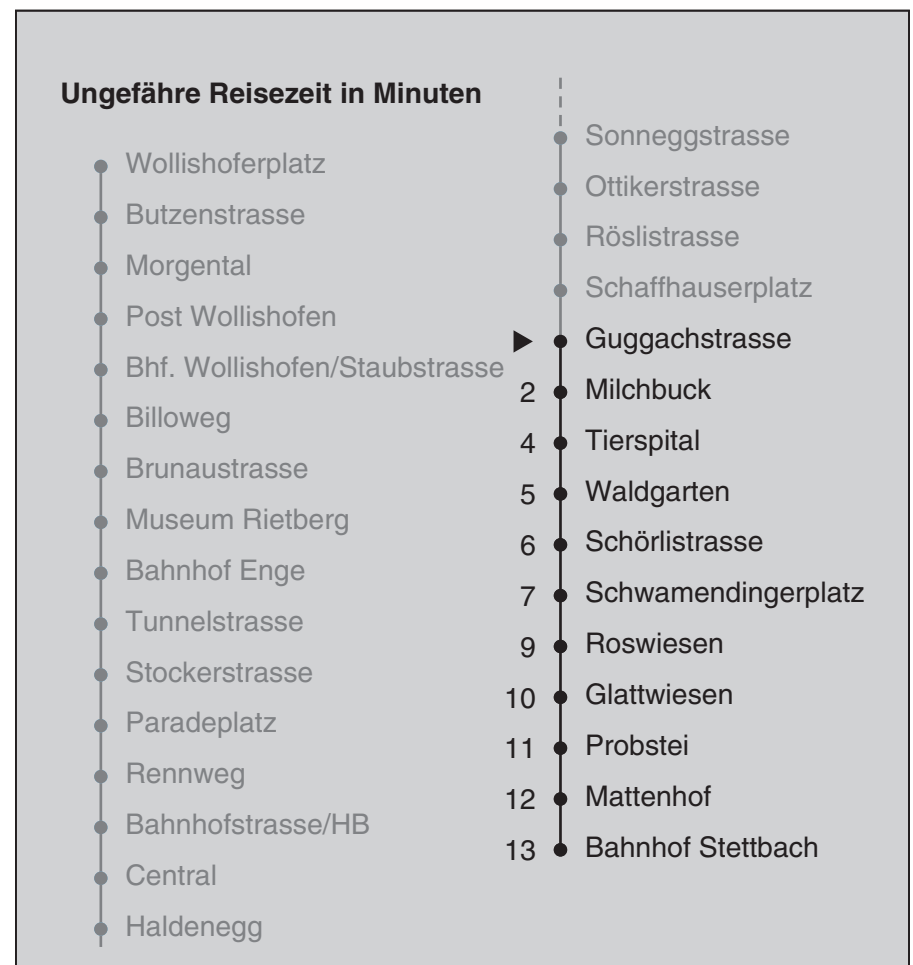 Ungefähre Reisezeit in Minuten
Wollishoferplatz
Butzenstrasse
Morgental
Post Wollishofen
Bhf. Wollishofen/Staubstrasse
Billoweg
Brunaustrasse
Museum Rietberg
Bahnhof Enge
Tunnelstrasse
Stockerstrasse
Paradeplatz
Rennweg
Bahnhofstrasse/HB
Central
Haldenegg
Sonneggstrasse
Ottikerstrasse
Röslistrasse
Schaffhauserplatz
Guggachstrasse
2 Milchbuck
4 Tierspital
5 Waldgarten
6 Schörlistrasse
7 Schwamendingerplatz
9 Roswiesen
10 Glattwiesen
11 Probstei
12 Mattenhof
13 Bahnhof Stettbach